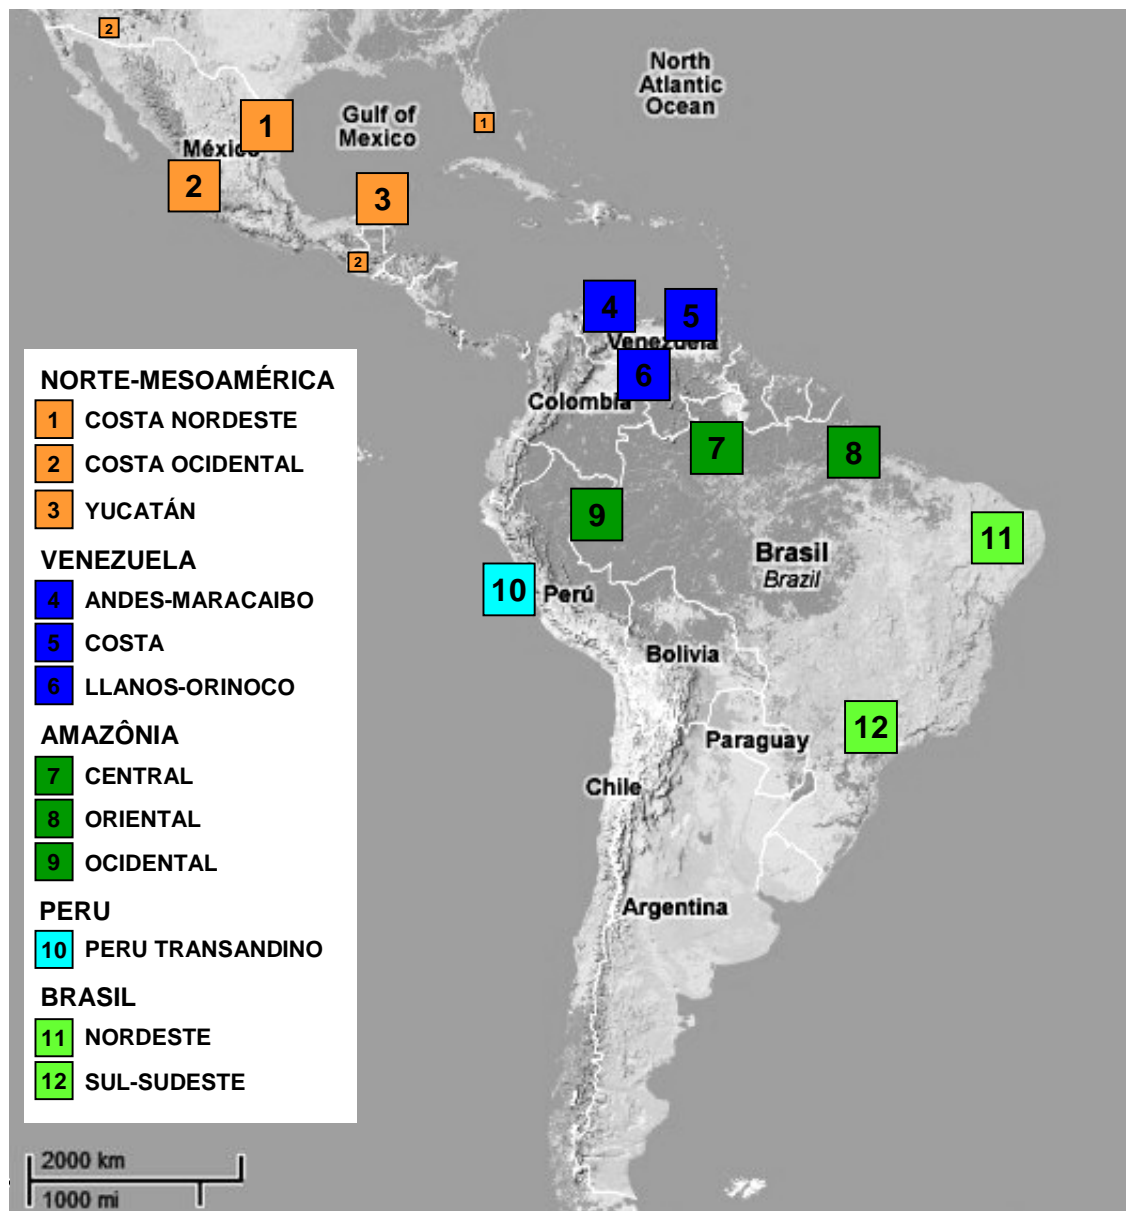 2
North
Atlantic
Ocean
1
Gulf of
Mexico
1
México
2
3
2
4
5
Venezuela
6
Colombia
7
8
9
11
Brasil
Brazil
10
Perú
Bolivia
12
Paraguay
Chile
Argentina
NORTE-MESOAMÉRICA
1 COSTA NORDESTE
2 COSTA OCIDENTAL
3 YUCATÁN
VENEZUELA
4 ANDES-MARACAIBO
5 COSTA
6 LLANOS-ORINOCO
AMAZÔNIA
7 CENTRAL
8 ORIENTAL
9 OCIDENTAL
PERU
10 PERU TRANSANDINO
BRASIL
11 NORDESTE
12 SUL-SUDESTE
2000 km
1000 mi